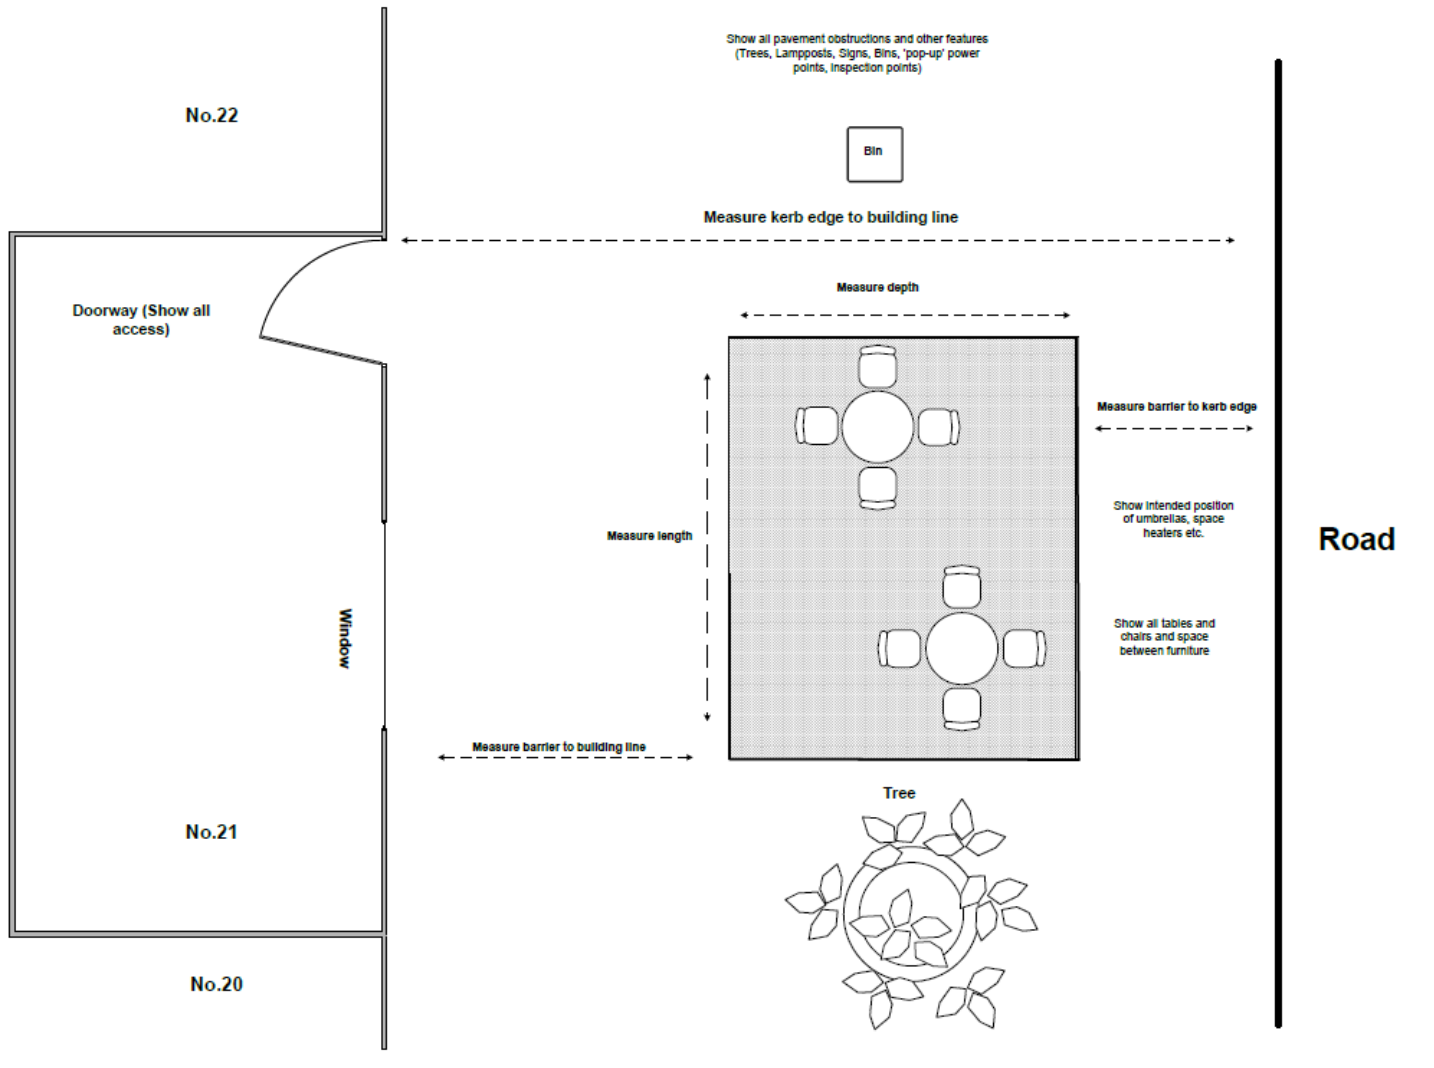 Show all pavement obstructions and other features
(Trees, Lampposts, Signs, Bins, 'pop-up' power
points, inspection points)
No.22
Bin
Measure kerb edge to building line
Measure depth
Doorway (Show all
access)
Measure barrier to kerb edge
Show intended position
of umbrellas, space
heaters etc.
Measure length
Road
Window
Show all tables and
chairs and space
between furniture
Measure barrier to building line
Tree
No.21
No.20